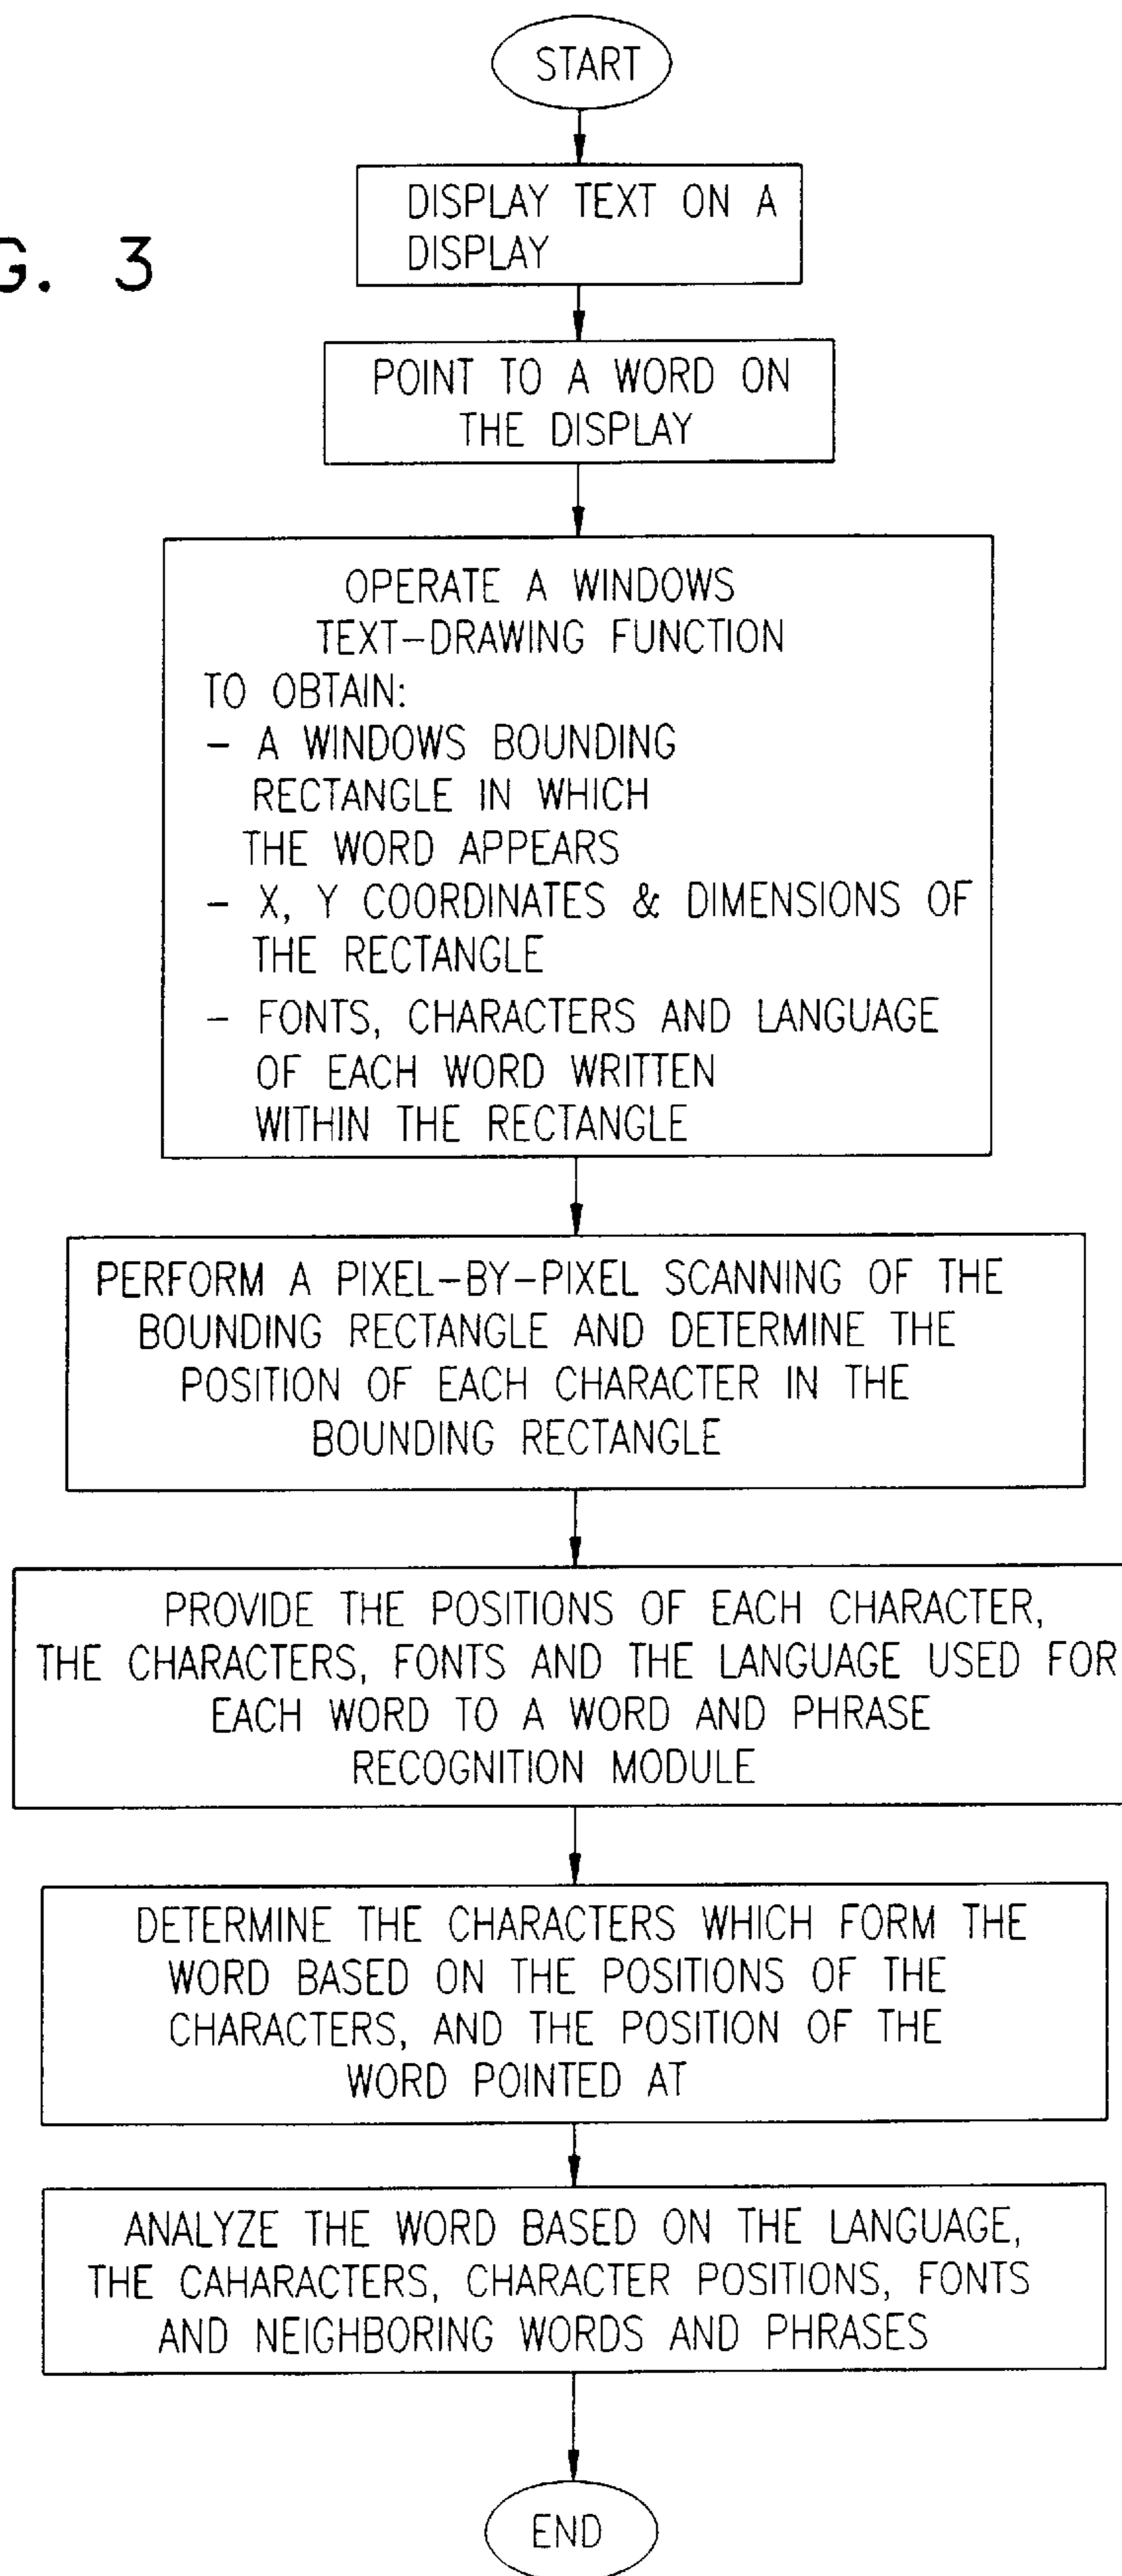 START
DISPLAY TEXT ON A
DISPLAY
G. 3
POINT TO A WORD ON
THE DISPLAY
OPERATE A WINDOWS
TEXT-DRAWING FUNCTION
TO OBTAIN:
- A WINDOWS BOUNDING
RECTANGLE IN WHICH
THE WORD APPEARS
- X, Y COORDINATES & DIMENSIONS OF
THE RECTANGLE
- FONTS, CHARACTERS AND LANGUAGE
OF EACH WORD WRITTEN
WITHIN THE RECTANGLE
PERFORM A PIXEL-BY-PIXEL SCANNING OF THE
BOUNDING RECTANGLE AND DETERMINE THE
POSITION OF EACH CHARACTER IN THE
BOUNDING RECTANGLE
PROVIDE THE POSITIONS OF EACH CHARACTER,
THE CHARACTERS, FONTS AND THE LANGUAGE USED FOR
EACH WORD TO A WORD AND PHRASE
RECOGNITION MODULE
DETERMINE THE CHARACTERS WHICH FORM THE
WORD BASED ON THE POSITIONS OF THE
CHARACTERS, AND THE POSITION OF THE
WORD POINTED AT
ANALYZE THE WORD BASED ON THE LANGUAGE,
THE CAHARACTERS, CHARACTER POSITIONS, FONTS
AND NEIGHBORING WORDS AND PHRASES
END